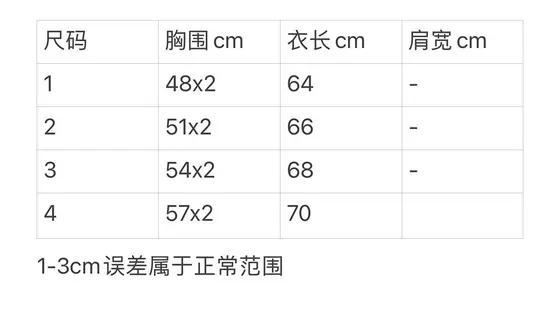 尺码 胸围cm 衣长cm 肩宽cm
1 48x2 64 -
2 51x2 66 -
3 54x2 68 -
4 57x2 70
1-3cm误差属于正常范围